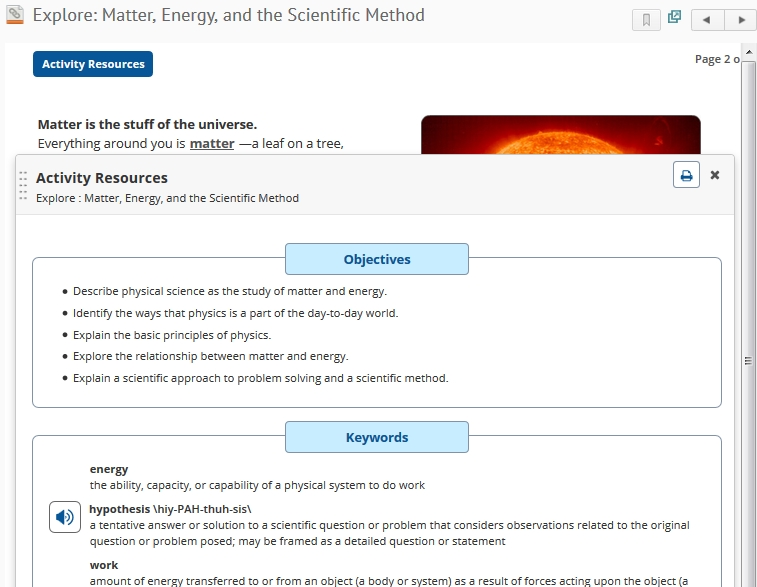 Explore: Matter, Energy, and the Scientific Method
Activity Resources
Page 2 o
Matter is the stuff of the universe.
Everything around you is matter —a leaf on a tree,
Activity Resources
Explore : Matter, Energy, and the Scientific Method
Objectives
• Describe physical science as the study of matter and energy.
• Identify the ways that physics is a part of the day-to-day world.
• Explain the basic principles of physics.
• Explore the relationship between matter and energy.
• Explain a scientific approach to problem solving and a scientific method.
Keywords
energy
the ability, capacity, or capability of a physical system to do work
hypothesis \hiy-PAH-thuh-sis\
a tentative answer or solution to a scientific question or problem that considers observations related to the original
question or problem posed; may be framed as a detailed question or statement
work
amount of energy transferred to or from an object (a body or system) as a result of forces acting upon the object (a